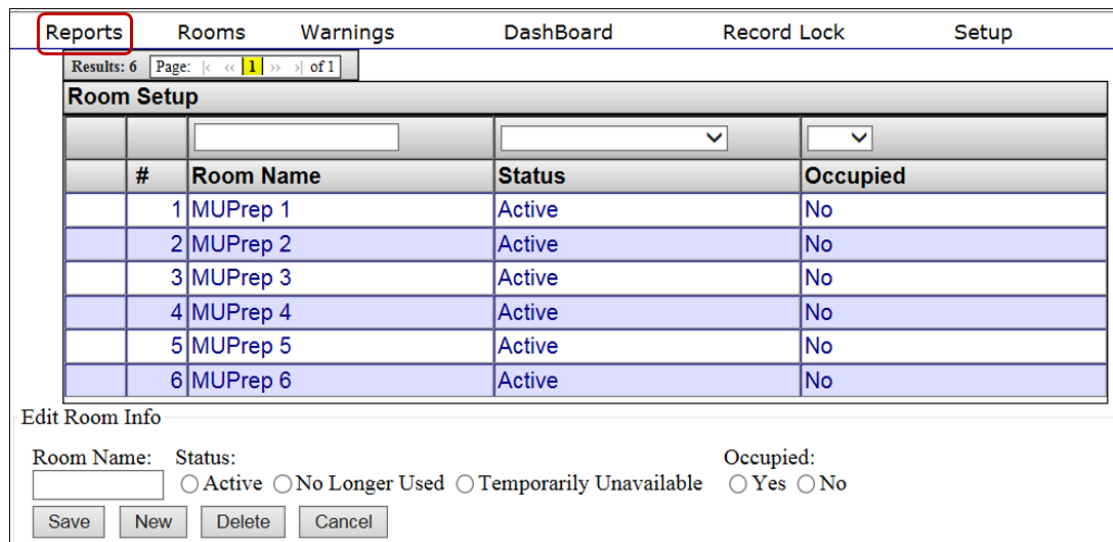 Reports Rooms Warnings DashBoard Record Lock Setup
Results: 6 Page: |< << 1 >> >| of 1
Room Setup
# Room Name Status Occupied
1 MUPrep 1 Active No
2 MUPrep 2 Active No
3 MUPrep 3 Active No
4 MUPrep 4 Active No
5 MUPrep 5 Active No
6 MUPrep 6 Active No
Edit Room Info
Room Name: Status: Occupied:
Active No Longer Used Temporarily Unavailable Yes No
Save New Delete Cancel